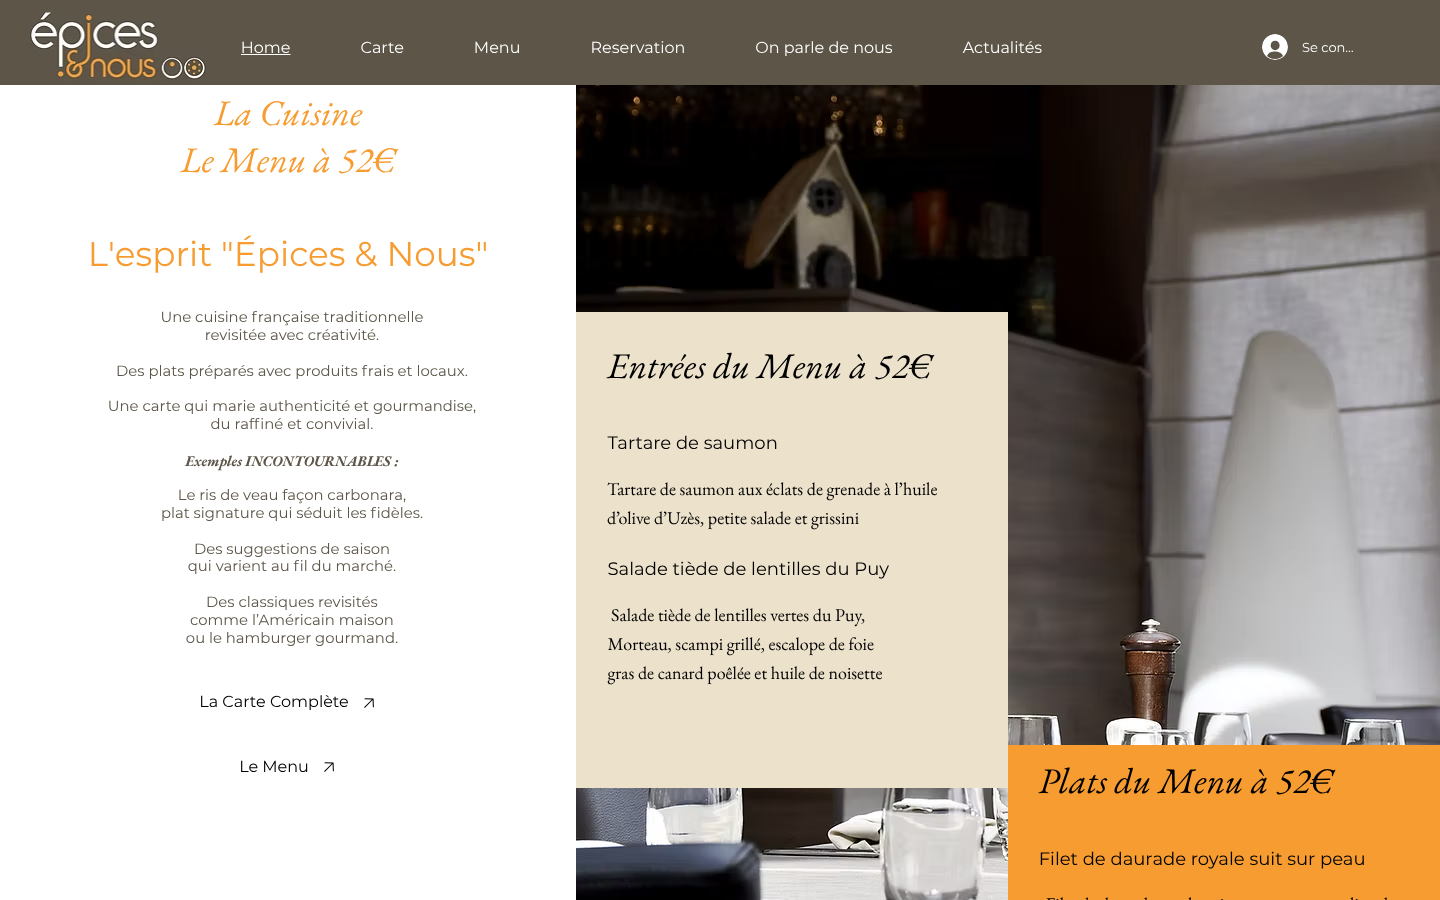 épices
& nous
Home
Carte
Menu
Reservation
On parle de nous
Actualités
Se con...
La Cuisine
Le Menu à 52€
L'esprit "Épices & Nous"
Une cuisine française traditionnelle
revisitée avec créativité.
Des plats préparés avec produits frais et locaux.
Une carte qui marie authenticité et gourmandise,
du raffiné et convivial.
Exemples INCONTOURNABLES :
Le ris de veau façon carbonara,
plat signature qui séduit les fidèles.
Des suggestions de saison
qui varient au fil du marché.
Des classiques revisités
comme l’Américain maison
ou le hamburger gourmand.
La Carte Complète
Le Menu
Entrées du Menu à 52€
Tartare de saumon
Tartare de saumon aux éclats de grenade à l’huile
d’olive d’Uzès, petite salade et grissini
Salade tiède de lentilles du Puy
Salade tiède de lentilles vertes du Puy,
Morteau, scampi grillé, escalope de foie
gras de canard poêlée et huile de noisette
Plats du Menu à 52€
Filet de daurade royale suit sur peau